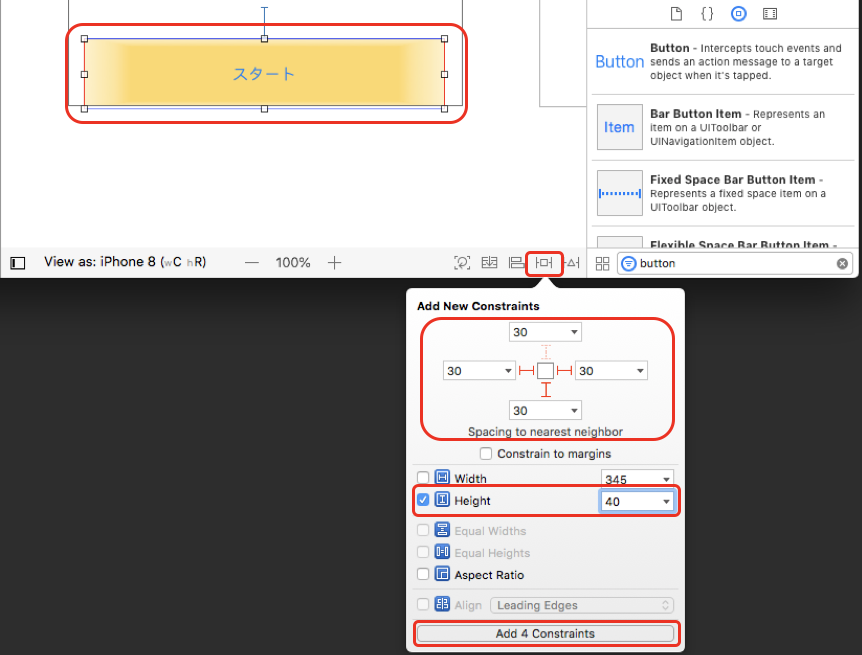 スタート
Button
Button - Intercepts touch events and
sends an action message to a target
object when it's tapped.
Item
Bar Button Item - Represents an
item on a UIToolbar or
UINavigationItem object.
Fixed Space Bar Button Item -
Represents a fixed space item on a
UIToolbar object.
Flexible Space Bar Button Item -
View as: iPhone 8 (wC hR)
— 100% +
button
Add New Constraints
30
30
30
30
Spacing to nearest neighbor
Constrain to margins
Width 345
Height 40
Equal Widths
Equal Heights
Aspect Ratio
Align Leading Edges
Add 4 Constraints